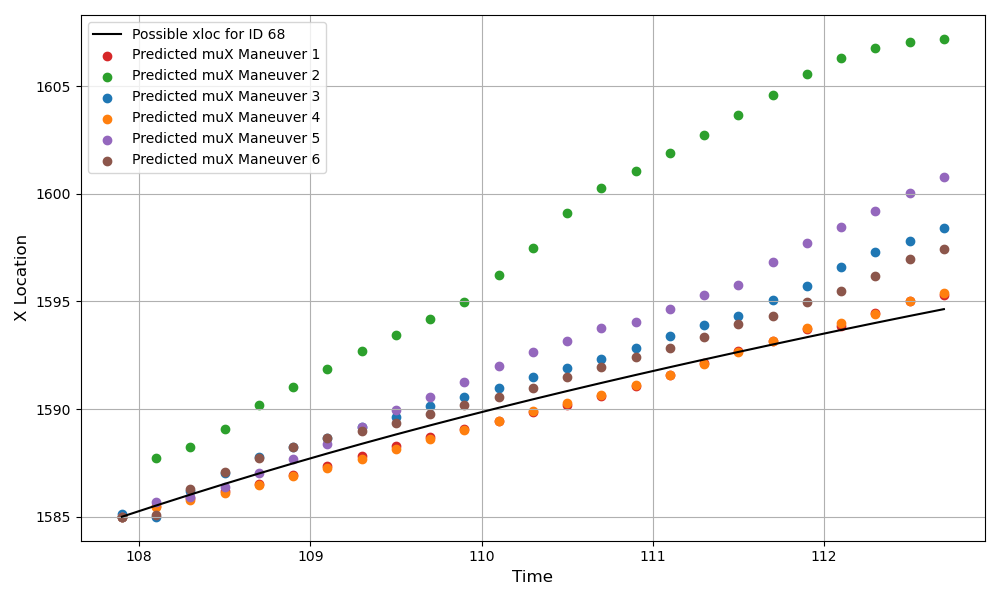 Possible xloc for ID 68
Predicted muX Maneuver 1
Predicted muX Maneuver 2
Predicted muX Maneuver 3
Predicted muX Maneuver 4
Predicted muX Maneuver 5
Predicted muX Maneuver 6
1605
1600
1595
1590
1585
X Location
108 109 110 111 112
Time